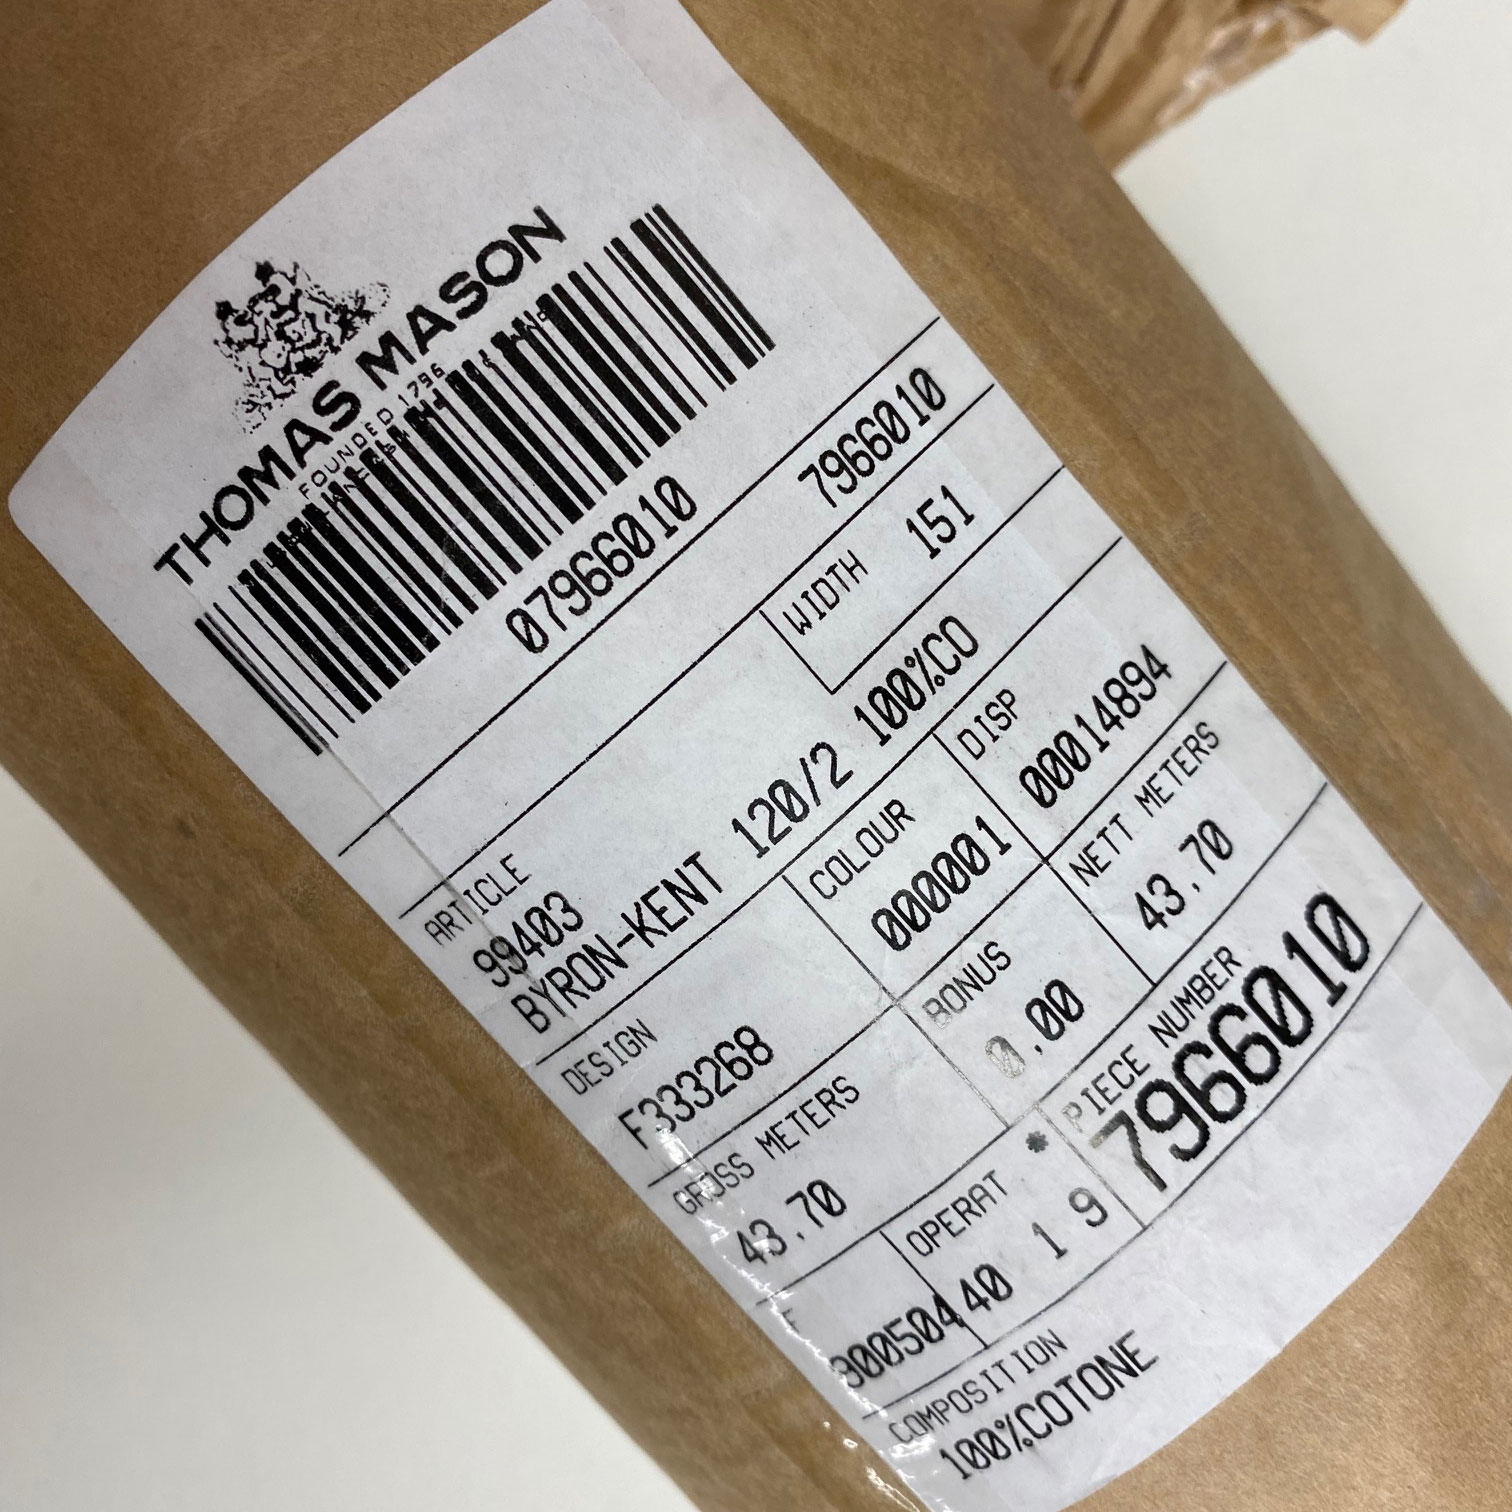 THOMAS MASON
FOUNDED 1796
07966010
7966010
WIDTH 151
ARTICLE
99403
BYRON-KENT 120/2 100%CO
DESIGN
F333268
COLOUR
000001
DISP
00014894
GROSS METERS
43.70
BONUS
0.00
NETT METERS
43.70
OPERAT *
40 1 9
PIECE NUMBER
7966010
COMPOSITION
100%COTONE